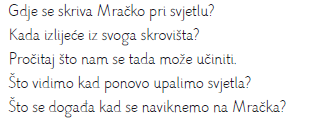 Gdje se skriva Mračko pri svjetlu?
Kada izlijeće iz svoga skrovišta?
Pročitaj što nam se tada može učiniti.
Što vidimo kad ponovo upalimo svjetla?
Što se događa kad se naviknemo na Mračka?